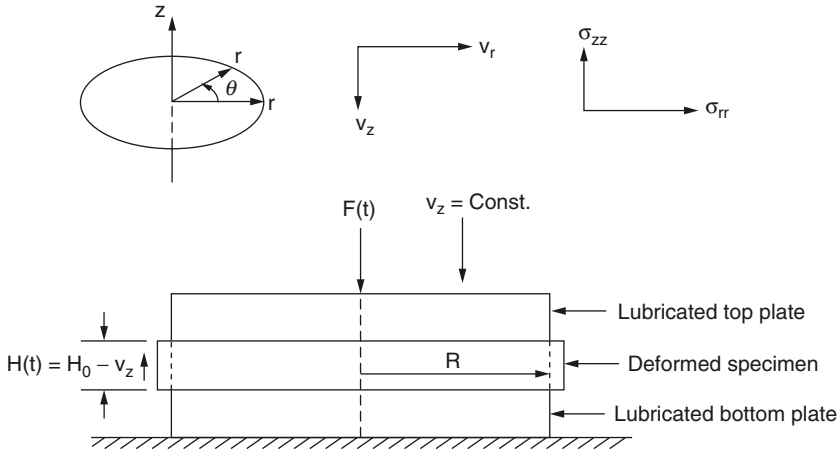 z
r
θ
r
v_r
v_z
σ_zz
σ_rr
F(t)
v_z = Const.
Lubricated top plate
H(t) = H_0 − v_z
R
Deformed specimen
Lubricated bottom plate